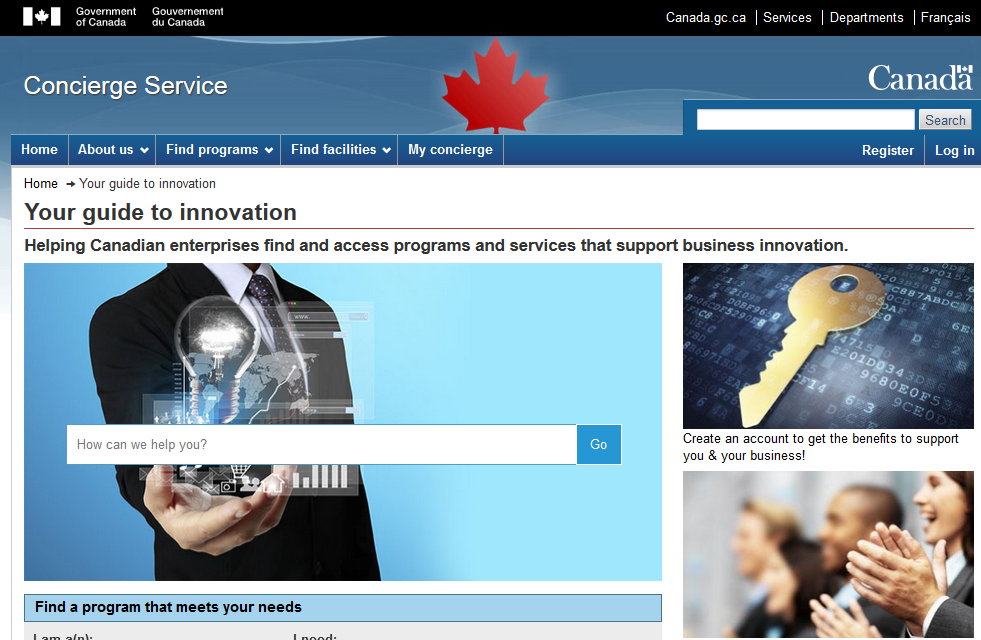 Government of Canada
Gouvernement du Canada
Canada.gc.ca | Services | Departments | Français
Concierge Service
Canada
Search
Home
About us
Find programs
Find facilities
My concierge
Register
Log in
Home → Your guide to innovation
Your guide to innovation
Helping Canadian enterprises find and access programs and services that support business innovation.
www.
How can we help you?
Go
Create an account to get the benefits to support
you & your business!
Find a program that meets your needs
I am a(n):
I need: